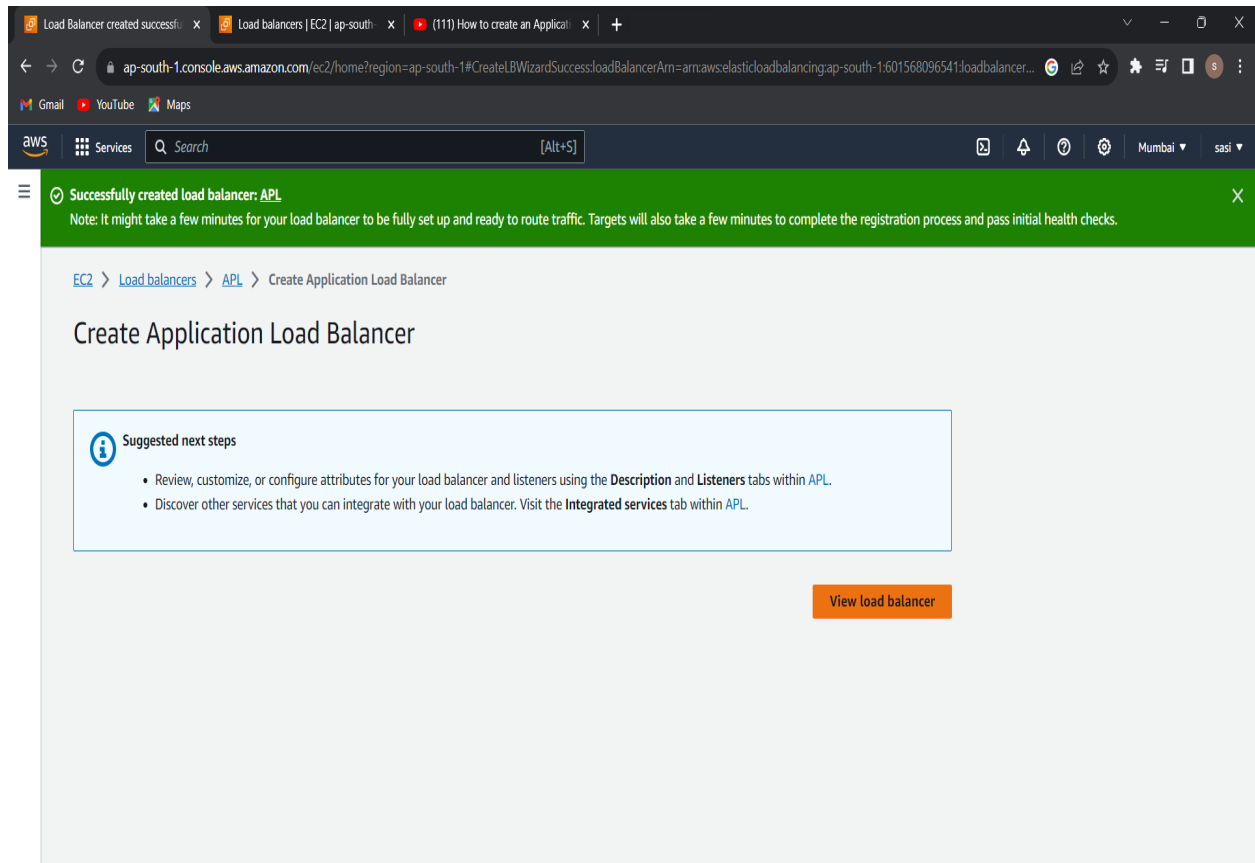 Load Balancer created successfu
Load balancers | EC2 | ap-south-
(111) How to create an Applicati
ap-south-1.console.aws.amazon.com/ec2/home?region=ap-south-1#CreateLBWizardSuccess:loadBalancerArn=arn:aws:elasticloadbalancing:ap-south-1:601568096541:loadbalancer...
Gmail YouTube Maps
aws Services Search [Alt+S] Mumbai ▼ sasi ▼
Successfully created load balancer: APL
Note: It might take a few minutes for your load balancer to be fully set up and ready to route traffic. Targets will also take a few minutes to complete the registration process and pass initial health checks.
EC2 > Load balancers > APL > Create Application Load Balancer
Create Application Load Balancer
Suggested next steps
• Review, customize, or configure attributes for your load balancer and listeners using the Description and Listeners tabs within APL.
• Discover other services that you can integrate with your load balancer. Visit the Integrated services tab within APL.
View load balancer